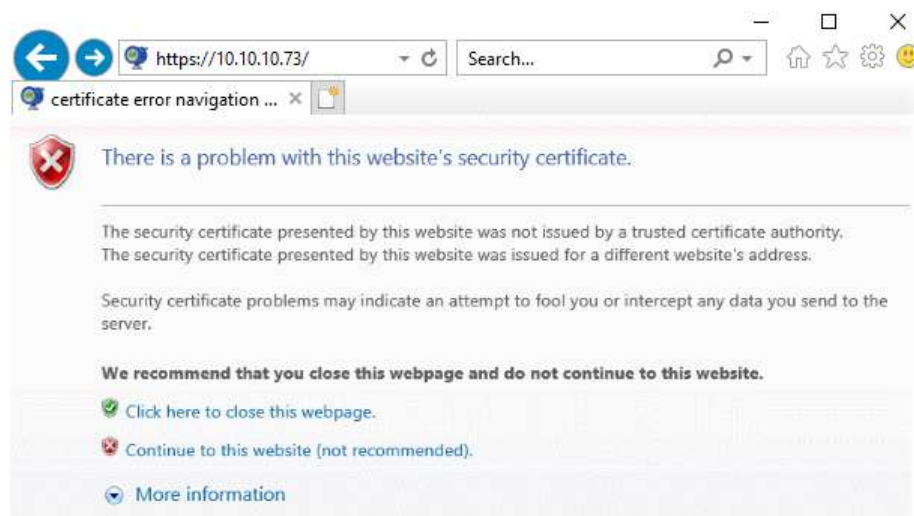 https://10.10.10.73/
Search...
certificate error navigation ...
There is a problem with this website's security certificate.
The security certificate presented by this website was not issued by a trusted certificate authority.
The security certificate presented by this website was issued for a different website's address.
Security certificate problems may indicate an attempt to fool you or intercept any data you send to the
server.
We recommend that you close this webpage and do not continue to this website.
Click here to close this webpage.
Continue to this website (not recommended).
More information